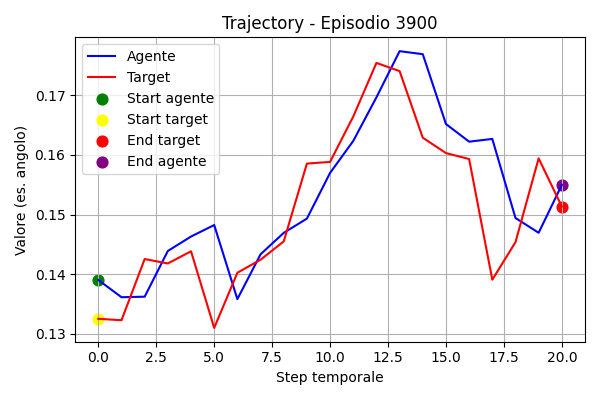 Trajectory - Episodio 3900
Agente
Target
Start agente
Start target
End target
End agente
Valore (es. angolo)
0.17
0.16
0.15
0.14
0.13
0.0 2.5 5.0 7.5 10.0 12.5 15.0 17.5 20.0
Step temporale